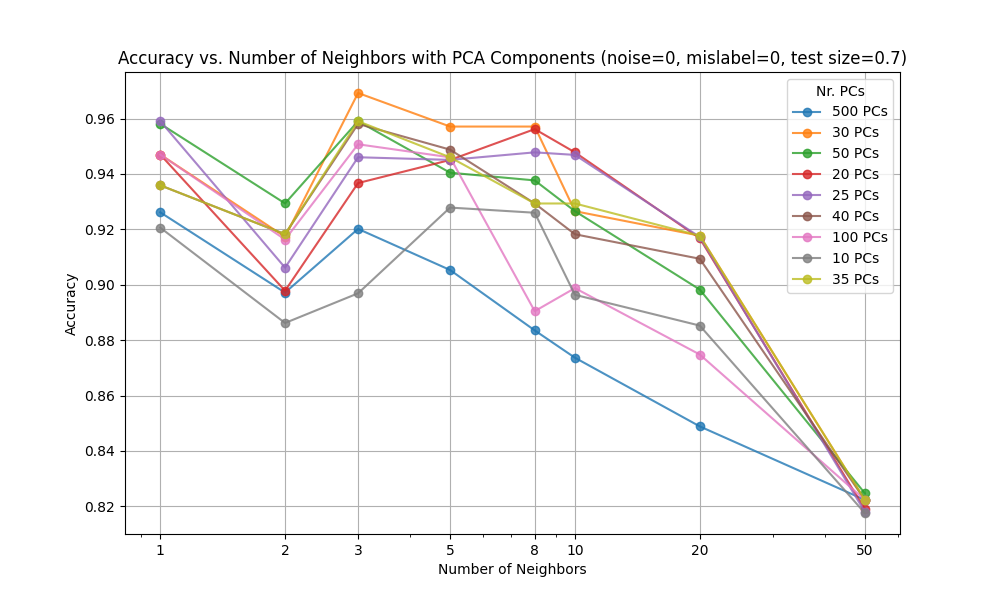 Accuracy vs. Number of Neighbors with PCA Components (noise=0, mislabel=0, test size=0.7)
Nr. PCs
500 PCs
30 PCs
50 PCs
20 PCs
25 PCs
40 PCs
100 PCs
10 PCs
35 PCs
Accuracy
0.96
0.94
0.92
0.90
0.88
0.86
0.84
0.82
1 2 3 5 8 10 20 50
Number of Neighbors